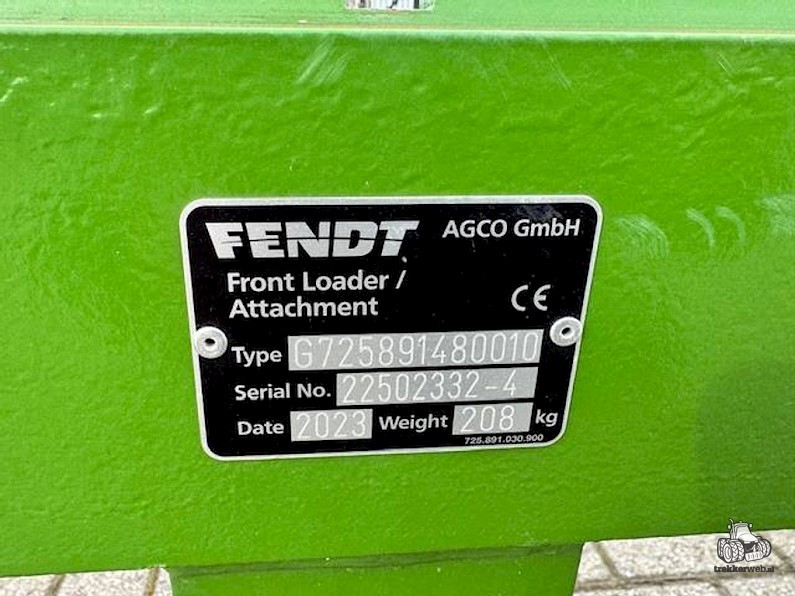 FENDT AGCO GmbH
Front Loader /
Attachment CE
Type G725891480010
Serial No. 22502332-4
Date 2023 Weight 208 kg
725.891.030.900
trekkerweb.nl